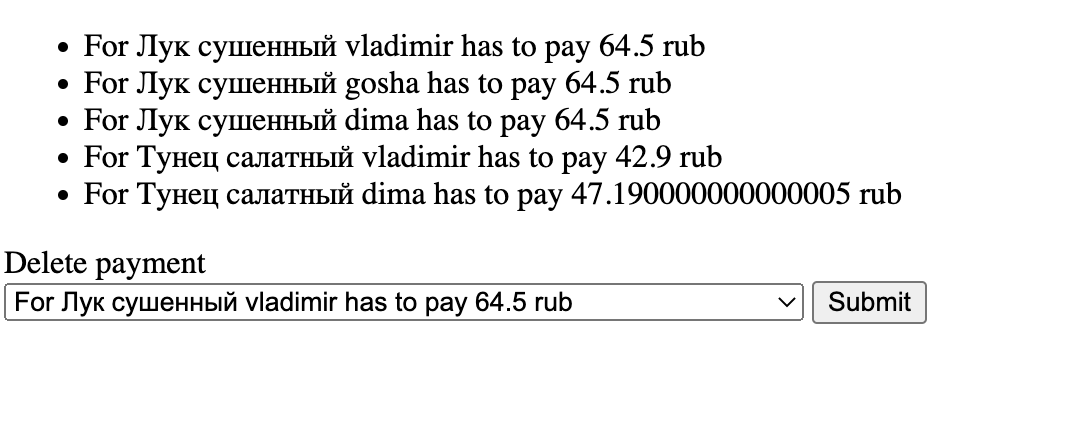 For Лук сушенный vladimir has to pay 64.5 rub
For Лук сушенный gosha has to pay 64.5 rub
For Лук сушенный dima has to pay 64.5 rub
For Тунец салатный vladimir has to pay 42.9 rub
For Тунец салатный dima has to pay 47.190000000000005 rub
Delete payment
For Лук сушенный vladimir has to pay 64.5 rub Submit